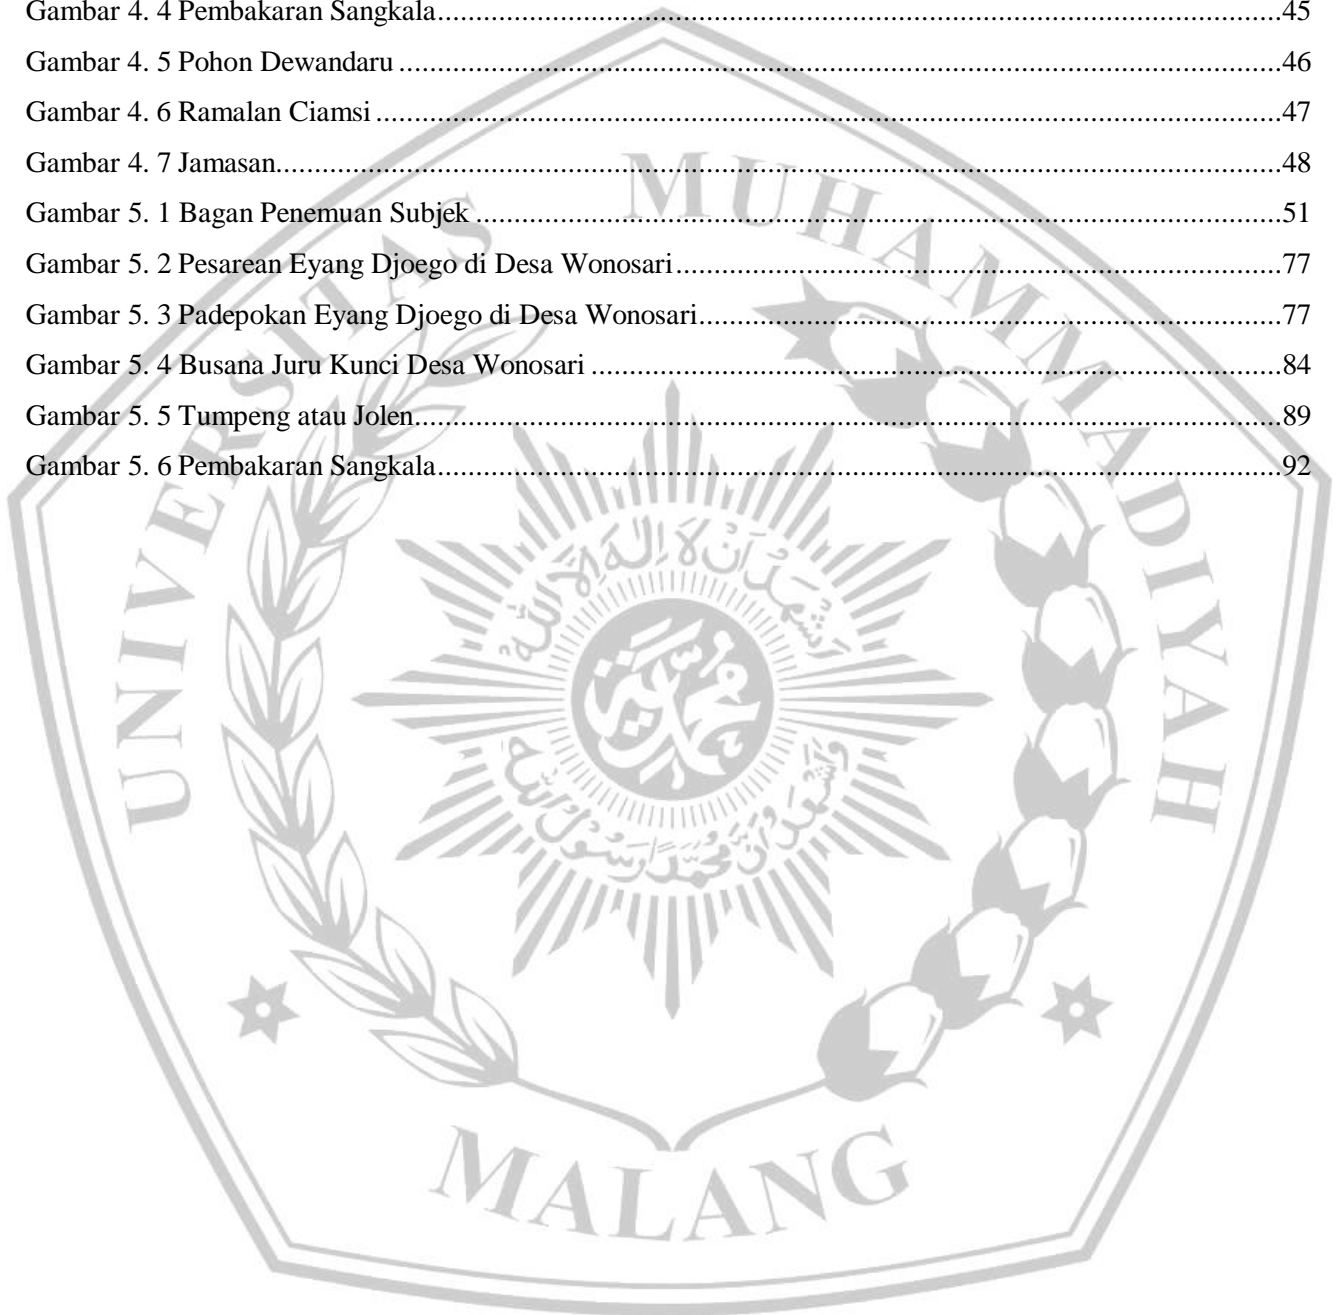 Gambar 4. 4 Pembakaran Sangkala.....................................................................................................45
Gambar 4. 5 Pohon Dewandaru .........................................................................................................46
Gambar 4. 6 Ramalan Ciamsi ............................................................................................................47
Gambar 4. 7 Jamasan..........................................................................................................................48
Gambar 5. 1 Bagan Penemuan Subjek ...............................................................................................51
Gambar 5. 2 Pesarean Eyang Djoego di Desa Wonosari.....................................................................77
Gambar 5. 3 Padepokan Eyang Djoego di Desa Wonosari..................................................................77
Gambar 5. 4 Busana Juru Kunci Desa Wonosari ................................................................................84
Gambar 5. 5 Tumpeng atau Jolen........................................................................................................89
Gambar 5. 6 Pembakaran Sangkala.....................................................................................................92
UNIVERSITAS MUHAMMADIYAH
MALANG